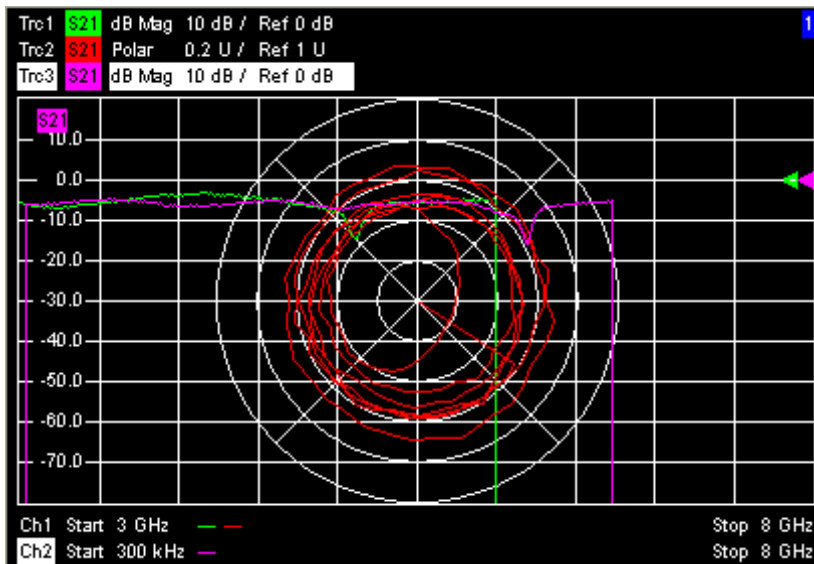 Trc1 S21 dB Mag 10 dB / Ref 0 dB
1
Trc2 S21 Polar 0.2 U / Ref 1 U
Trc3 S21 dB Mag 10 dB / Ref 0 dB
S21
10.0
0.0
-10.0
-20.0
-30.0
-40.0
-50.0
-60.0
-70.0
Ch1 Start 3 GHz Stop 8 GHz
Ch2 Start 300 kHz Stop 8 GHz